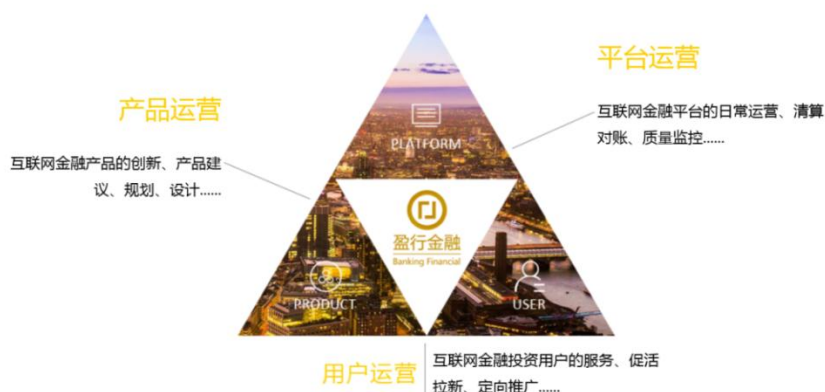 平台运营
互联网金融平台的日常运营、清算
对账、质量监控......
产品运营
互联网金融产品的创新、产品建
议、规划、设计......
PLATFORM
盈行金融
Banking Financial
PRODUCT
USER
用户运营
互联网金融投资用户的服务、促活
拉新、定向推广......